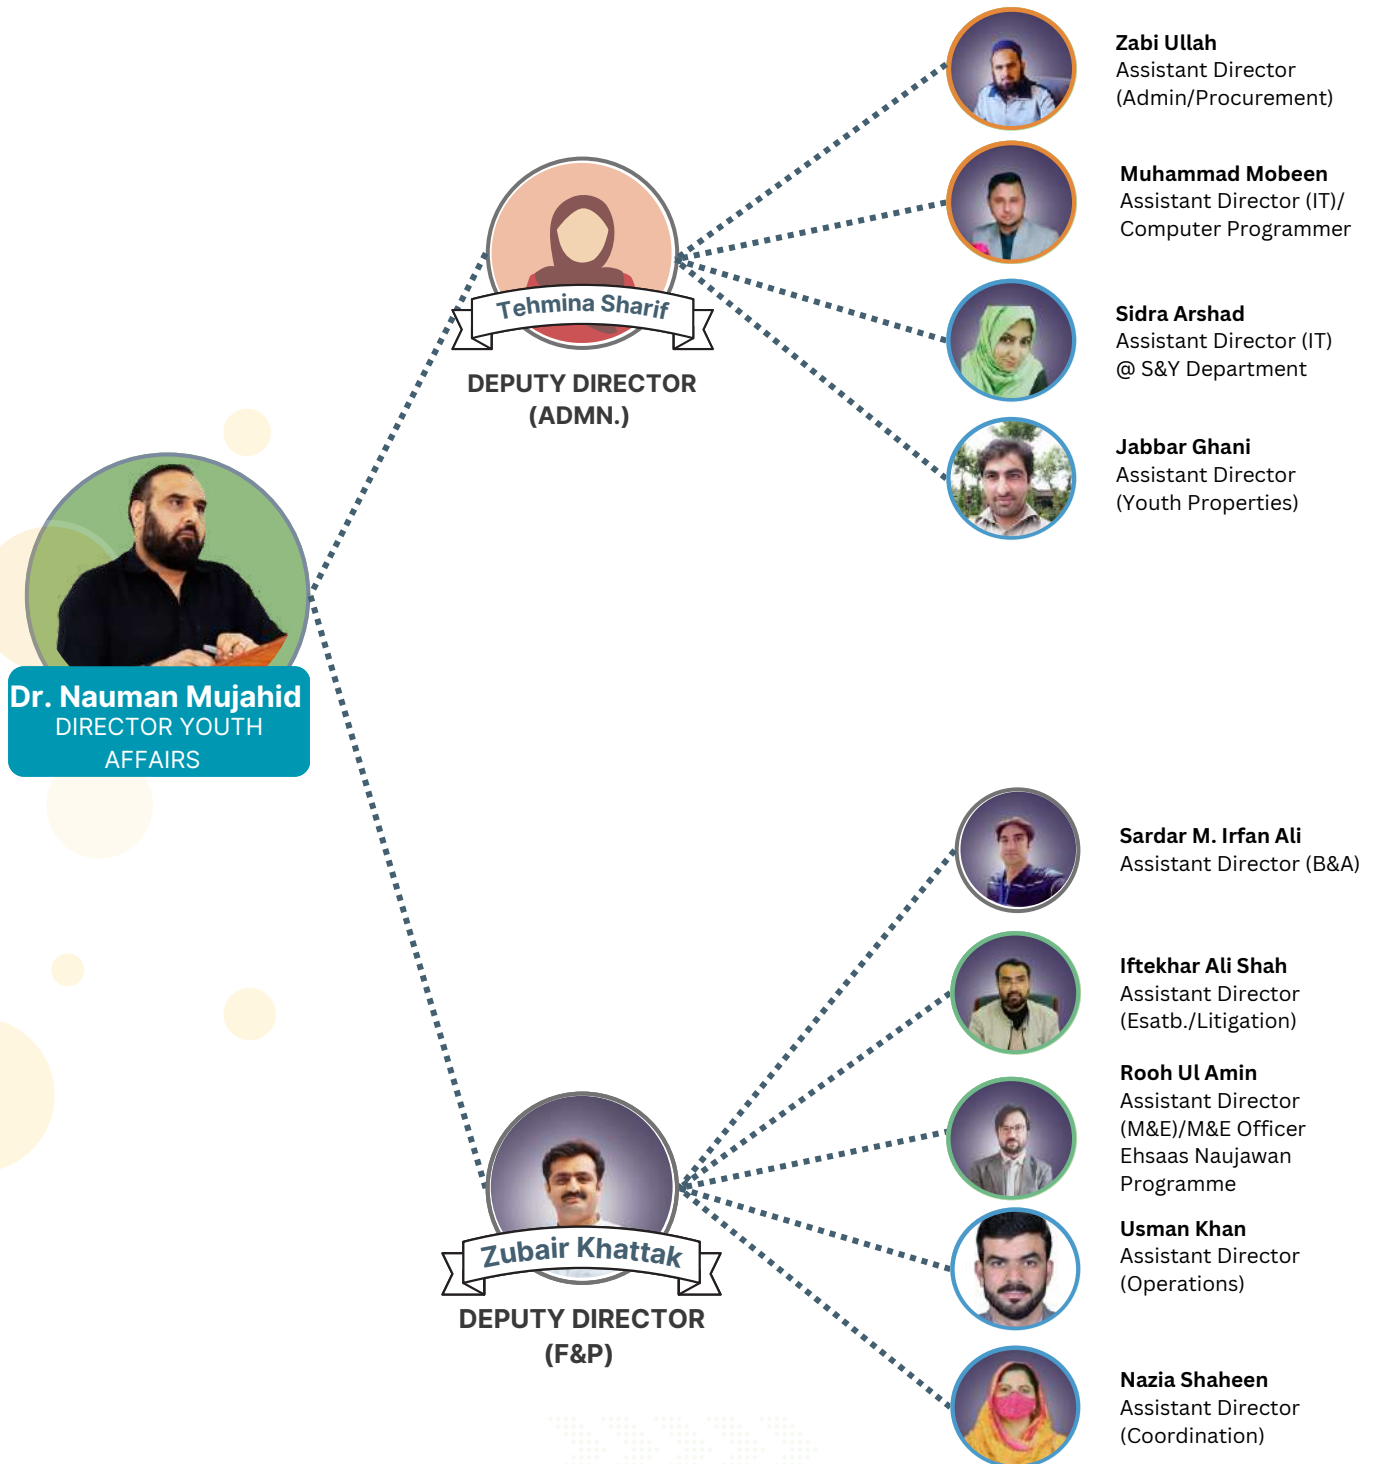 Zabi Ullah
Assistant Director
(Admin/Procurement)
Muhammad Mobeen
Assistant Director (IT)/
Computer Programmer
Tehmina Sharif
DEPUTY DIRECTOR
(ADMN.)
Sidra Arshad
Assistant Director (IT)
@ S&Y Department
Jabbar Ghani
Assistant Director
(Youth Properties)
Dr. Nauman Mujahid
DIRECTOR YOUTH
AFFAIRS
Sardar M. Irfan Ali
Assistant Director (B&A)
Iftekhar Ali Shah
Assistant Director
(Esatb./Litigation)
Rooh Ul Amin
Assistant Director
(M&E)/M&E Officer
Ehsaas Naujawan
Programme
Zubair Khattak
DEPUTY DIRECTOR
(F&P)
Usman Khan
Assistant Director
(Operations)
Nazia Shaheen
Assistant Director
(Coordination)